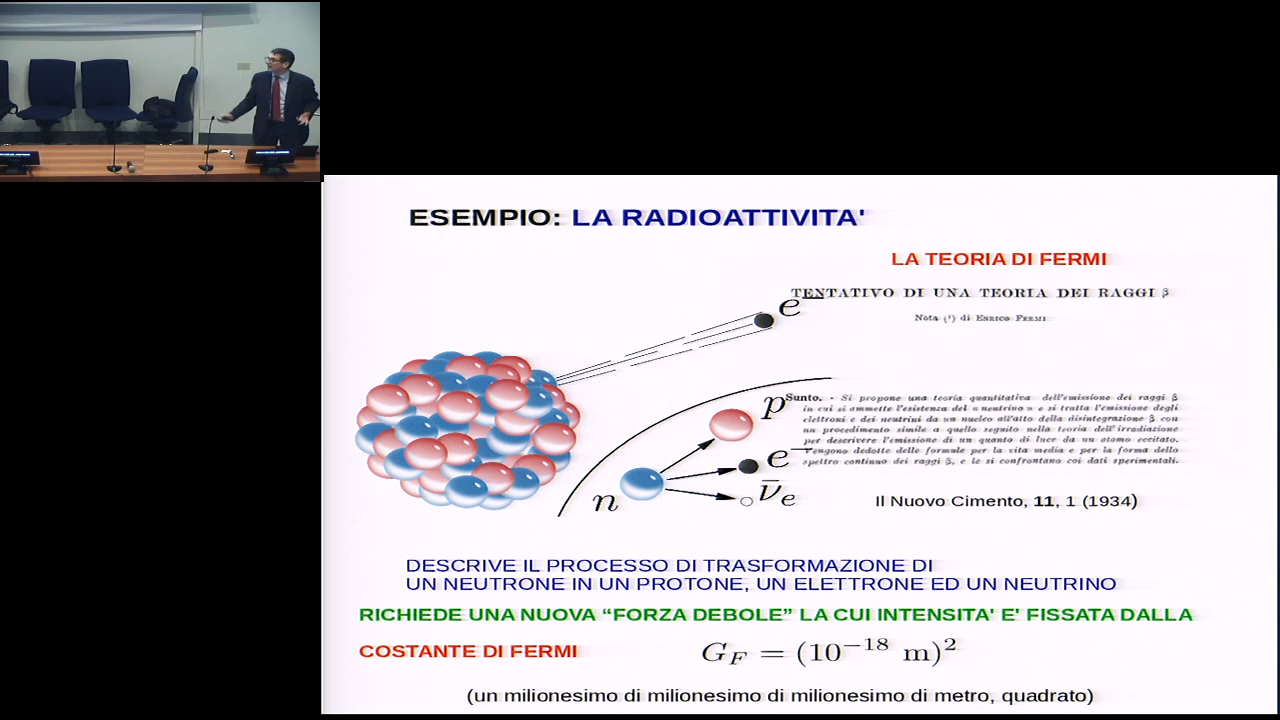 ESEMPIO: LA RADIOATTIVITA'
LA TEORIA DI FERMI
TENTATIVO DI UNA TEORIA DEI RAGGI β
Nota (¹) di ENRICO FERMI
e⁻
Sunto. - Si propone una teoria quantitativa dell'emissione dei raggi β
in cui si ammette l'esistenza del « neutrino » e si tratta l'emissione degli
elettroni e dei neutrini da un nucleo all'atto della disintegrazione β con
un procedimento simile a quello seguito nella teoria dell'irradiazione
per descrivere l'emissione di un quanto di luce da un atomo eccitato.
Vengono dedotte delle formule per la vita media e per la forma dello
spettro continuo dei raggi β, e le si confrontano coi dati sperimentali.
p
e⁻
ν̄ₑ
n
Il Nuovo Cimento, 11, 1 (1934)
DESCRIVE IL PROCESSO DI TRASFORMAZIONE DI
UN NEUTRONE IN UN PROTONE, UN ELETTRONE ED UN NEUTRINO
RICHIEDE UNA NUOVA “FORZA DEBOLE” LA CUI INTENSITA' E' FISSATA DALLA
COSTANTE DI FERMI G_F = (10⁻¹⁸ m)²
(un milionesimo di milionesimo di milionesimo di metro, quadrato)